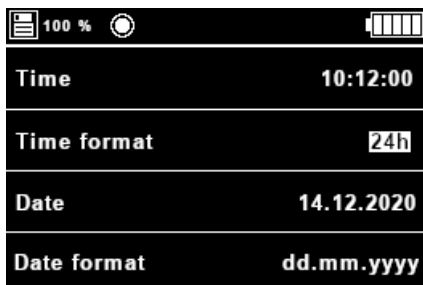 100 %
Time 10:12:00
Time format 24h
Date 14.12.2020
Date format dd.mm.yyyy